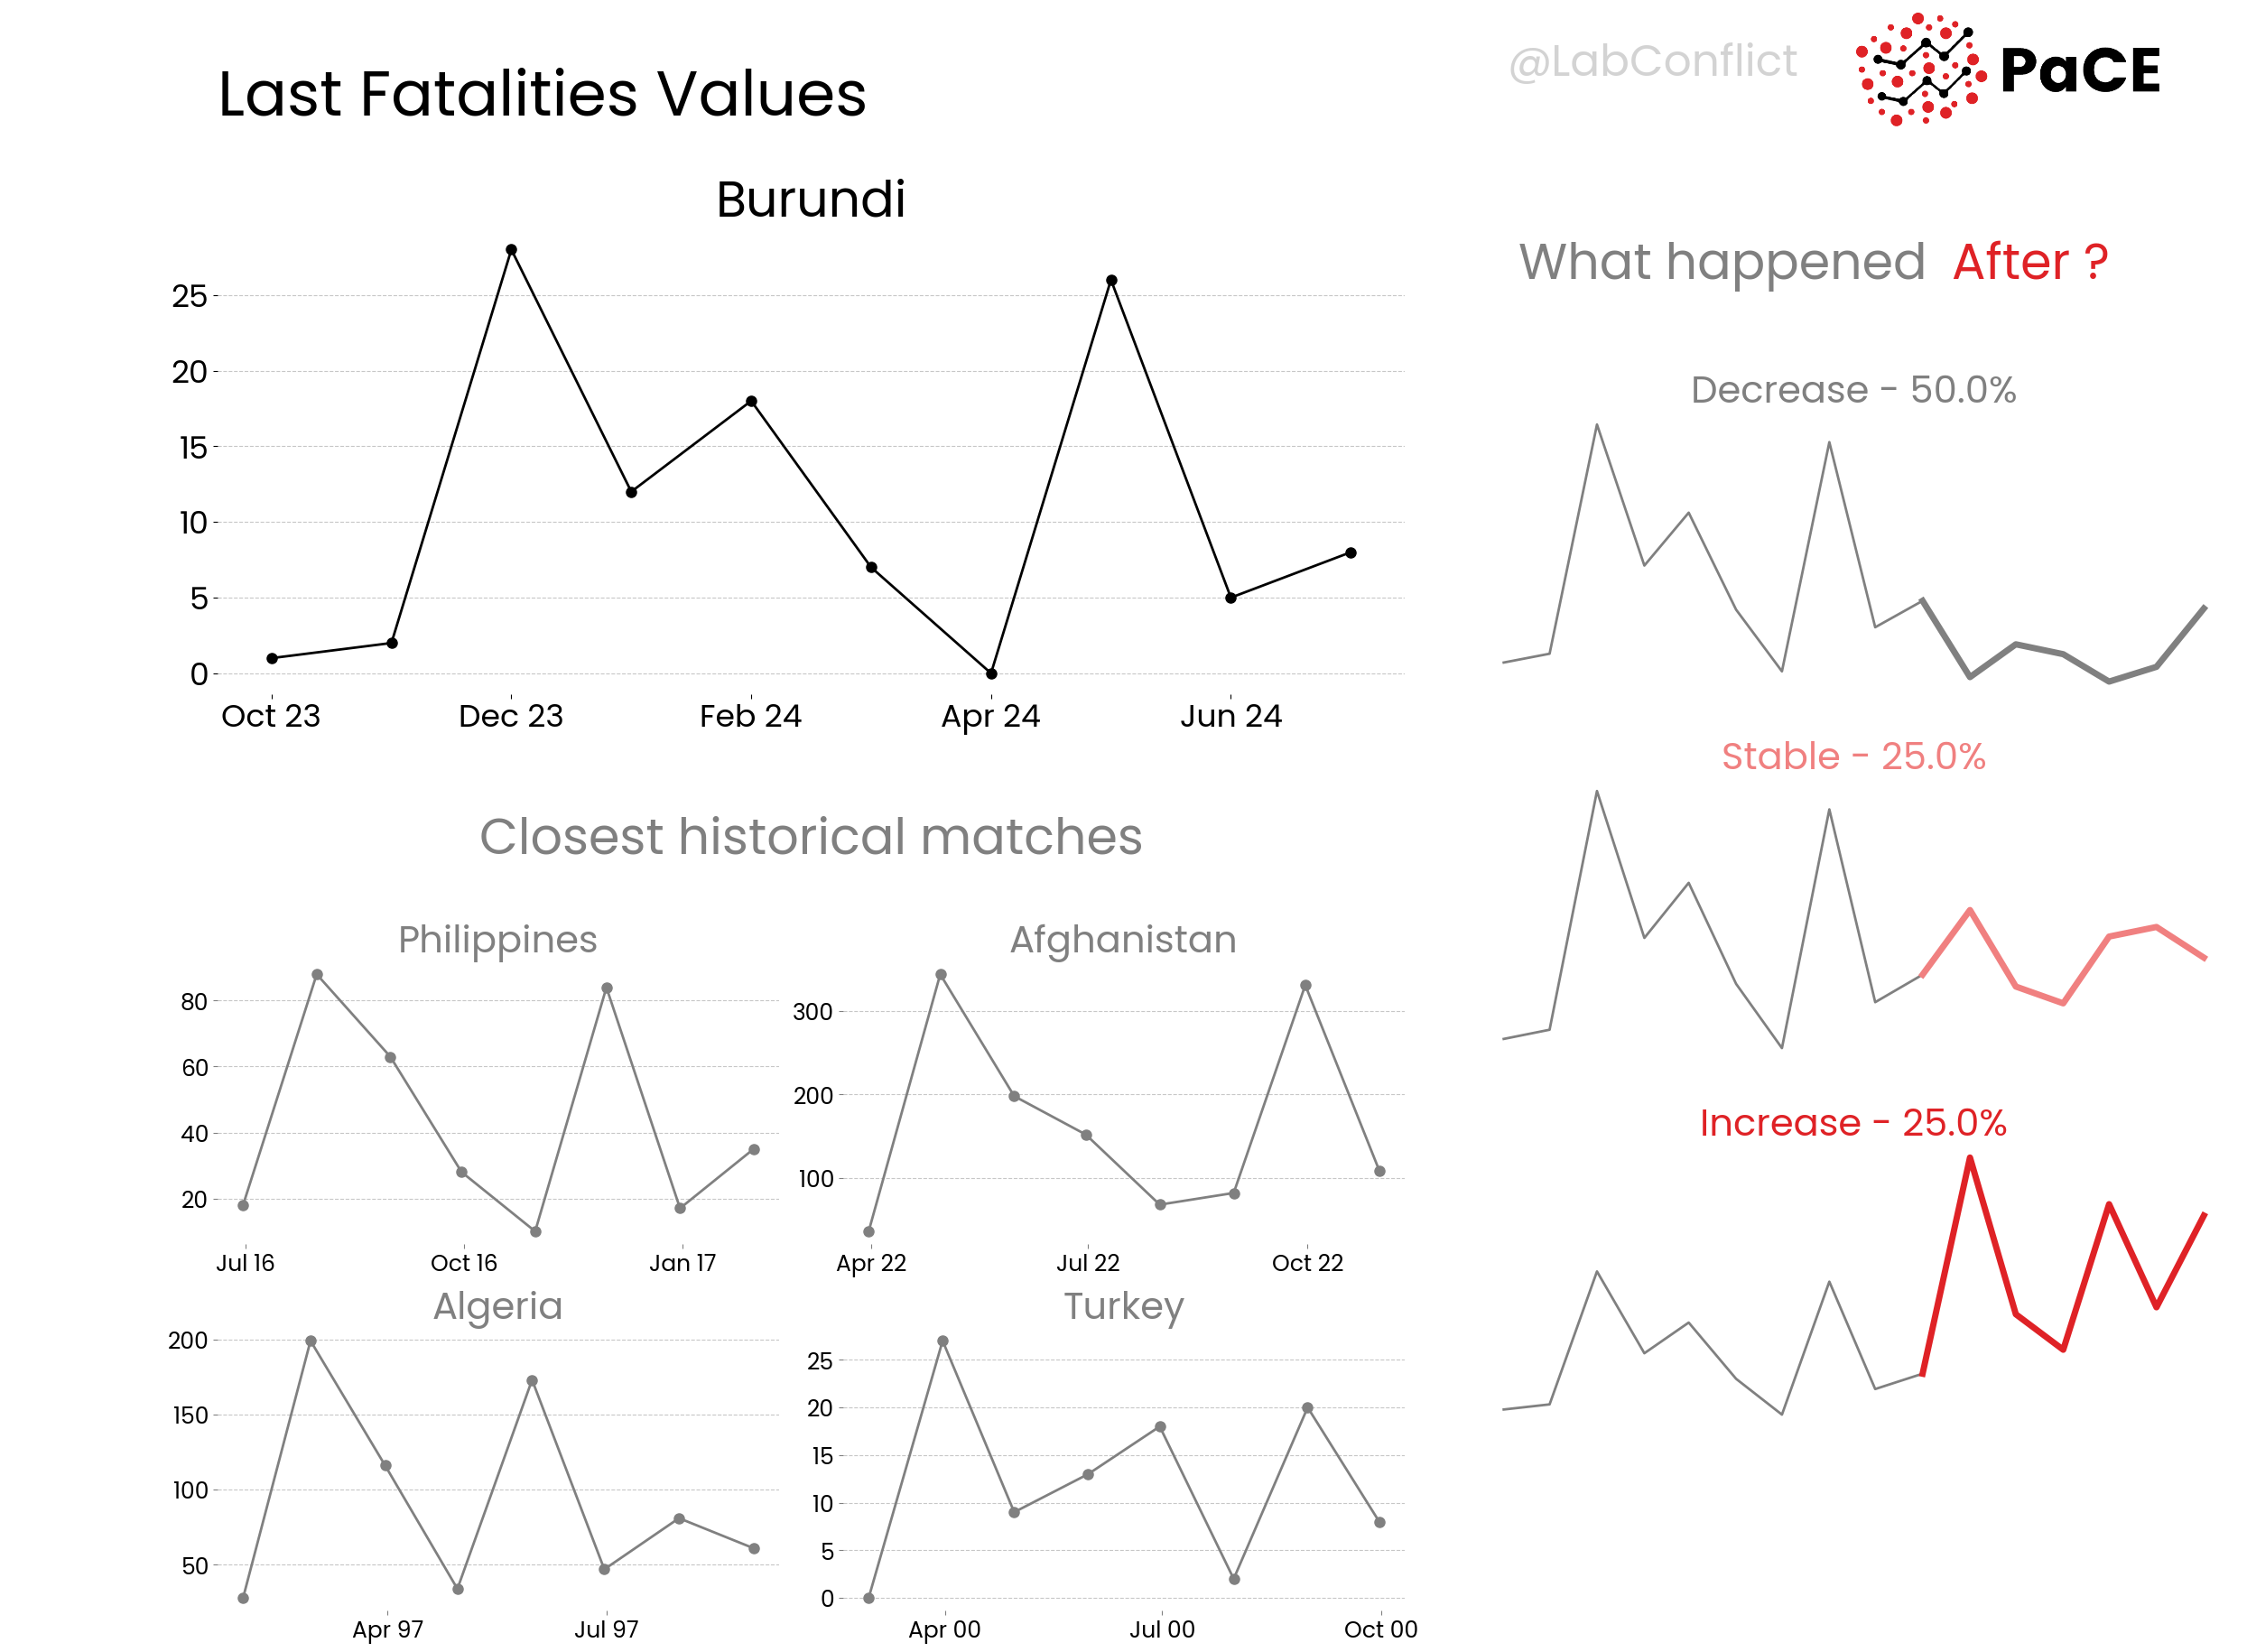 @LabConflict
PaCE
Last Fatalities Values
Burundi
25
20
15
10
5
0
Oct 23 Dec 23 Feb 24 Apr 24 Jun 24
What happened After ?
Decrease - 50.0%
Stable - 25.0%
Increase - 25.0%
Closest historical matches
Philippines
80
60
40
20
Jul 16 Oct 16 Jan 17
Afghanistan
300
200
100
Apr 22 Jul 22 Oct 22
Algeria
200
150
100
50
Apr 97 Jul 97
Turkey
25
20
15
10
5
0
Apr 00 Jul 00 Oct 00